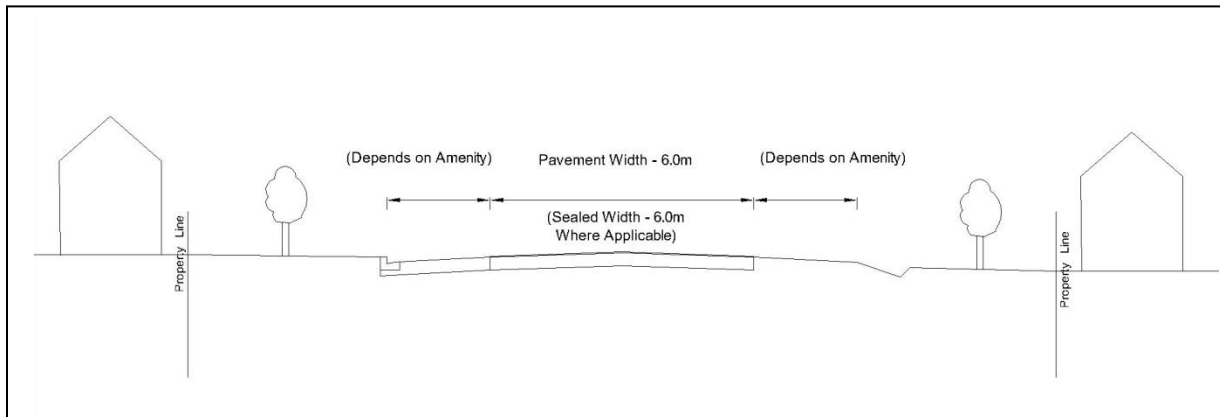 (Depends on Amenity)
Pavement Width - 6.0m
(Depends on Amenity)
(Sealed Width - 6.0m
Where Applicable)
Property Line
Property Line